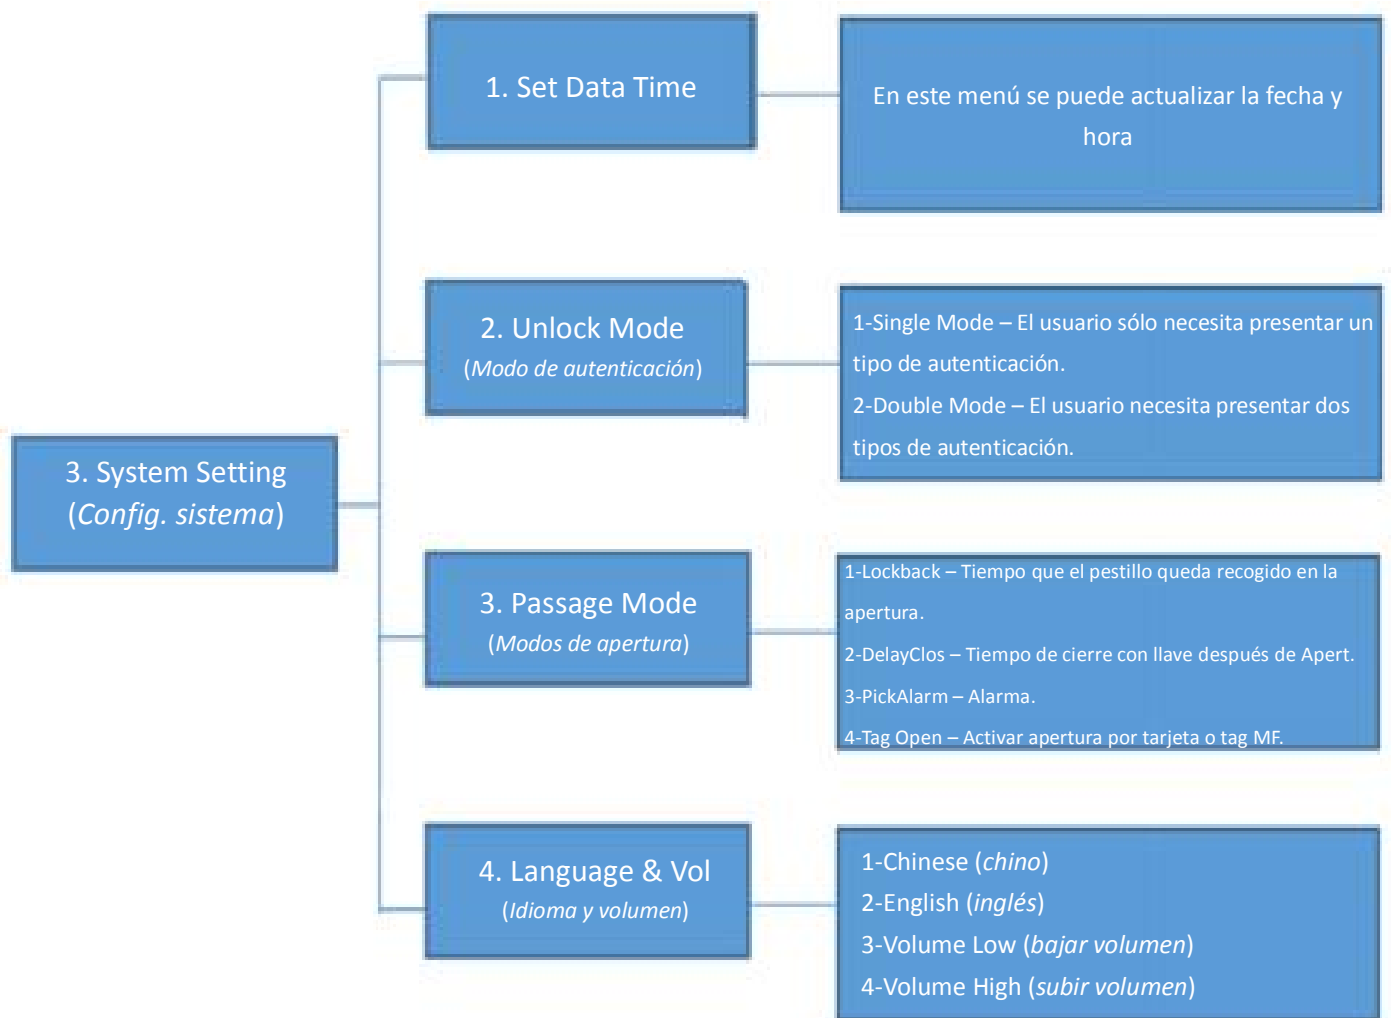 1. Set Data Time
En este menú se puede actualizar la fecha y
hora
2. Unlock Mode
(Modo de autenticación)
1-Single Mode – El usuario sólo necesita presentar un
tipo de autenticación.
2-Double Mode – El usuario necesita presentar dos
tipos de autenticación.
3. System Setting
(Config. sistema)
3. Passage Mode
(Modos de apertura)
1-Lockback – Tiempo que el pestillo queda recogido en la
apertura.
2-DelayClos – Tiempo de cierre con llave después de Apert.
3-PickAlarm – Alarma.
4-Tag Open – Activar apertura por tarjeta o tag MF.
4. Language & Vol
(Idioma y volumen)
1-Chinese (chino)
2-English (inglés)
3-Volume Low (bajar volumen)
4-Volume High (subir volumen)